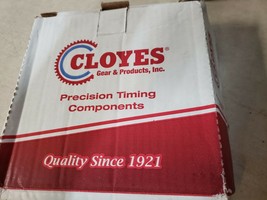 CLOYES®
Gear & Products, Inc.
Precision Timing
Components
Quality Since 1921